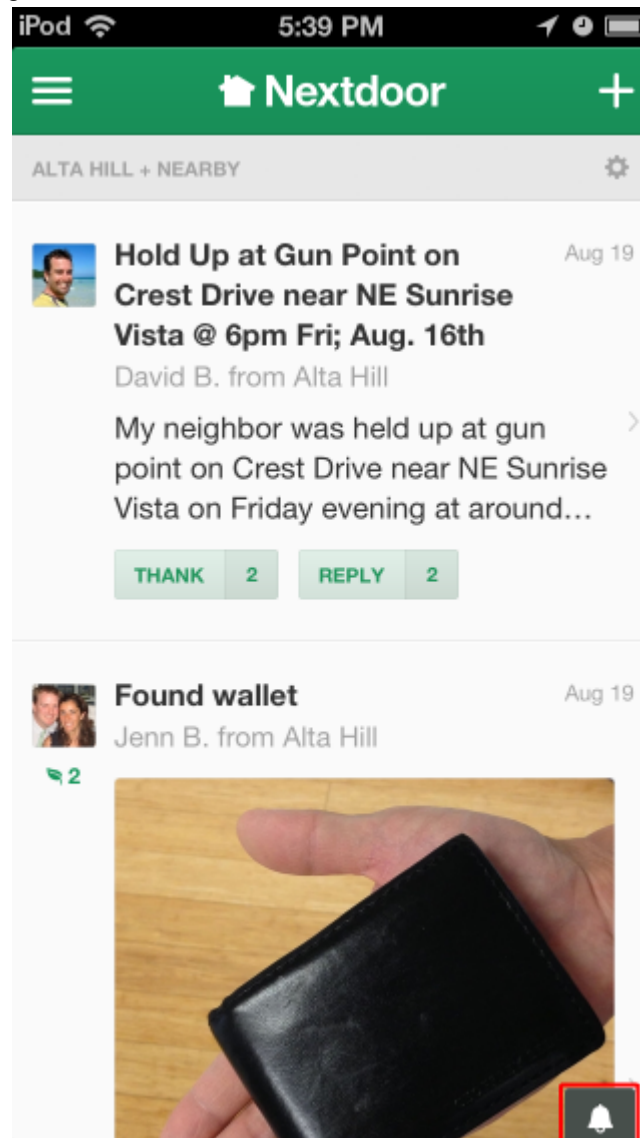 iPod 5:39 PM
Nextdoor
ALTA HILL + NEARBY
Hold Up at Gun Point on Aug 19
Crest Drive near NE Sunrise
Vista @ 6pm Fri; Aug. 16th
David B. from Alta Hill
My neighbor was held up at gun
point on Crest Drive near NE Sunrise
Vista on Friday evening at around…
THANK 2 REPLY 2
Found wallet Aug 19
Jenn B. from Alta Hill
2